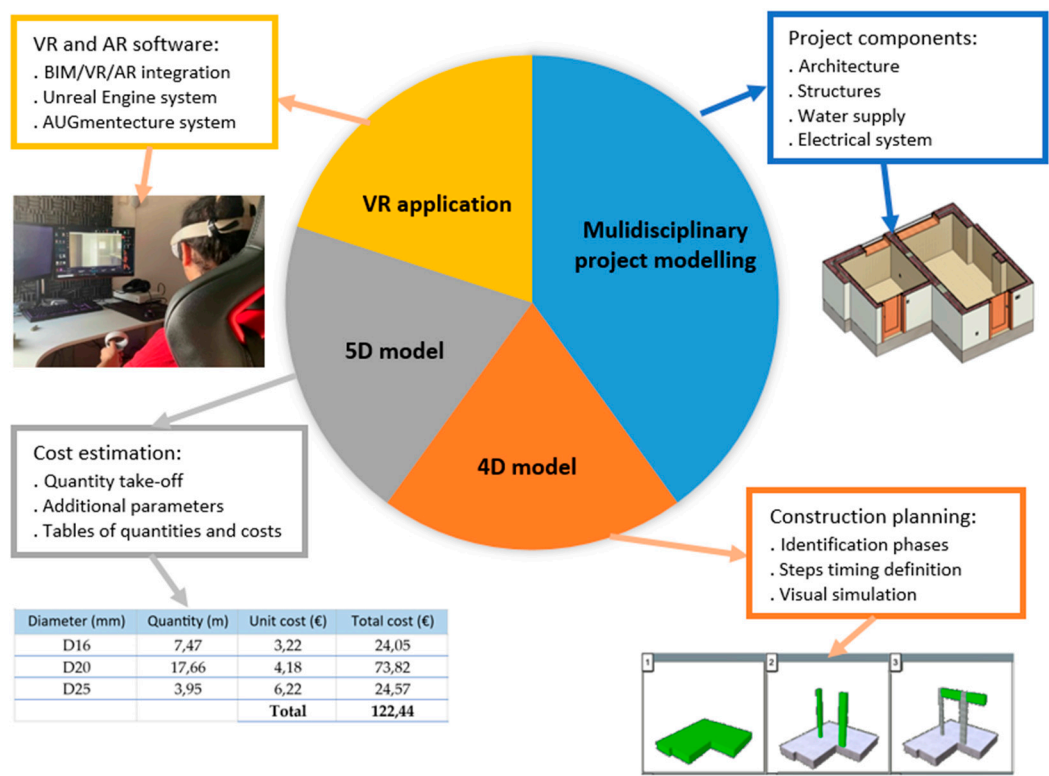 VR and AR software:
. BIM/VR/AR integration
. Unreal Engine system
. AUGmentecture system
Project components:
. Architecture
. Structures
. Water supply
. Electrical system
VR application
Mulidisciplinary
project modelling
5D model
4D model
Cost estimation:
. Quantity take-off
. Additional parameters
. Tables of quantities and costs
Construction planning:
. Identification phases
. Steps timing definition
. Visual simulation
Diameter (mm) Quantity (m) Unit cost (€) Total cost (€)
D16 7,47 3,22 24,05
D20 17,66 4,18 73,82
D25 3,95 6,22 24,57
Total 122,44
1 2 3